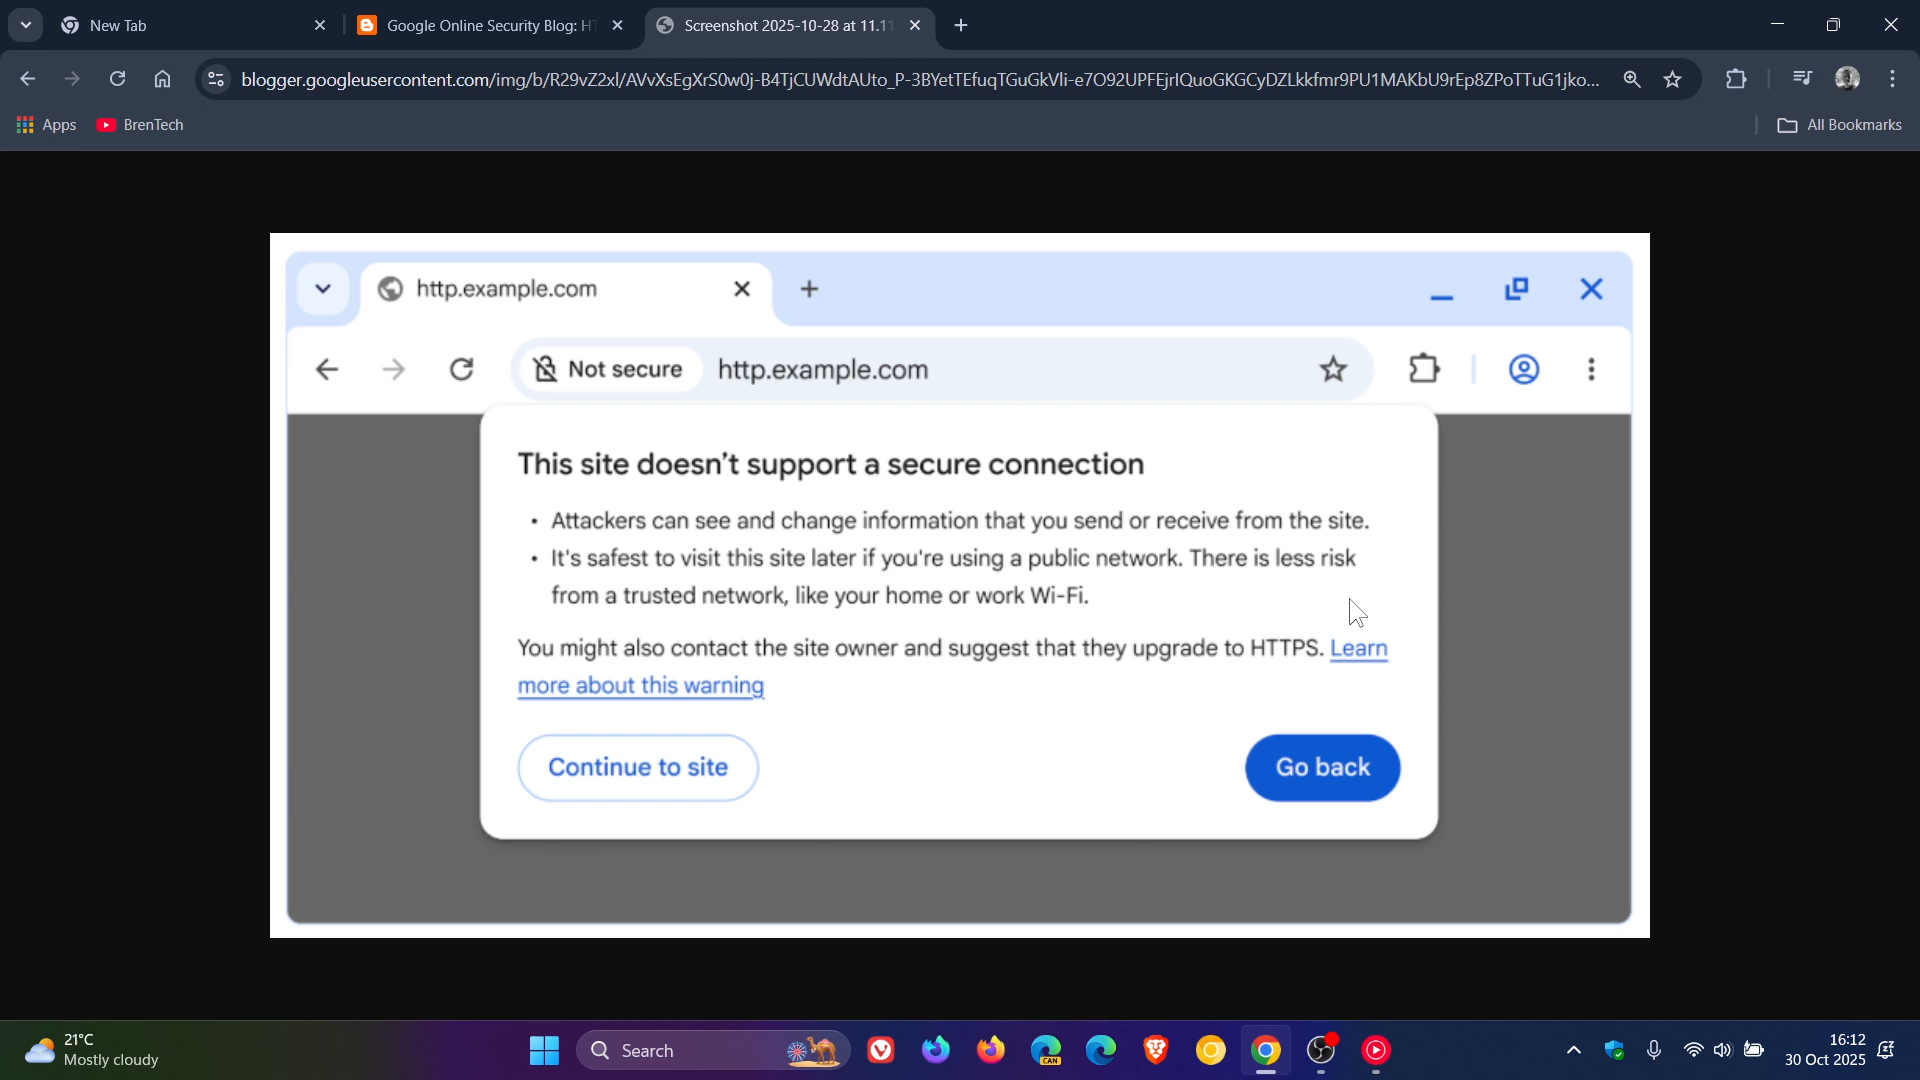 New Tab
Google Online Security Blog: HT
Screenshot 2025-10-28 at 11.11
blogger.googleusercontent.com/img/b/R29vZ2xl/AVvXsEgXrS0w0j-B4TjCUWdtAUto_P-3BYetTEfuqTGuGkVli-e7O92UPFEjrIQuoGKGCyDZLkkfmr9PU1MAKbU9rEp8ZPoTTuG1jko...
Apps
BrenTech
All Bookmarks
http.example.com
Not secure
http.example.com
This site doesn't support a secure connection
• Attackers can see and change information that you send or receive from the site.
• It's safest to visit this site later if you're using a public network. There is less risk
from a trusted network, like your home or work Wi-Fi.
You might also contact the site owner and suggest that they upgrade to HTTPS. Learn
more about this warning
Continue to site
Go back
21°C
Mostly cloudy
Search
CAN
16:12
30 Oct 2025